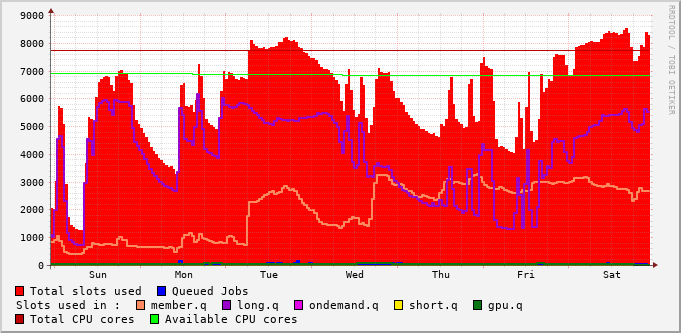 9000
8000
7000
6000
5000
4000
3000
2000
1000
0
Sun Mon Tue Wed Thu Fri Sat
RRDTOOL / TOBI OETIKER
Total slots used Queued Jobs
Slots used in : member.q long.q ondemand.q short.q gpu.q
Total CPU cores Available CPU cores